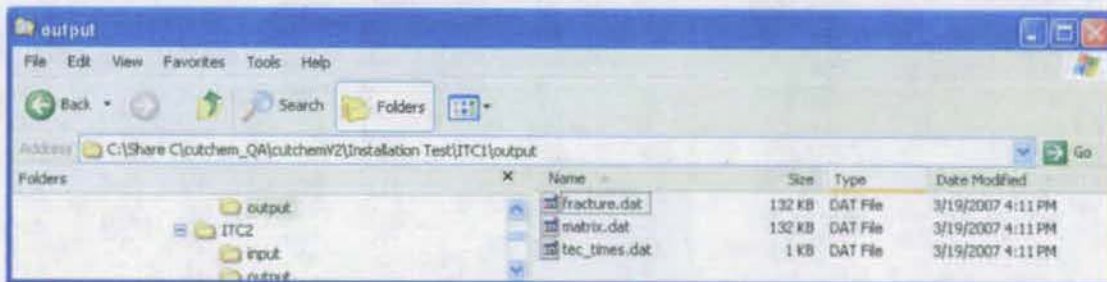 output
File Edit View Favorites Tools Help
Back Search Folders
Address C:\Share C\cutchem_QA\cutchemV2\Installation Test\ITC1\output Go
Folders Name Size Type Date Modified
output fracture.dat 132 KB DAT File 3/19/2007 4:11 PM
ITC2 matrix.dat 132 KB DAT File 3/19/2007 4:11 PM
input tec_times.dat 1 KB DAT File 3/19/2007 4:11 PM
output